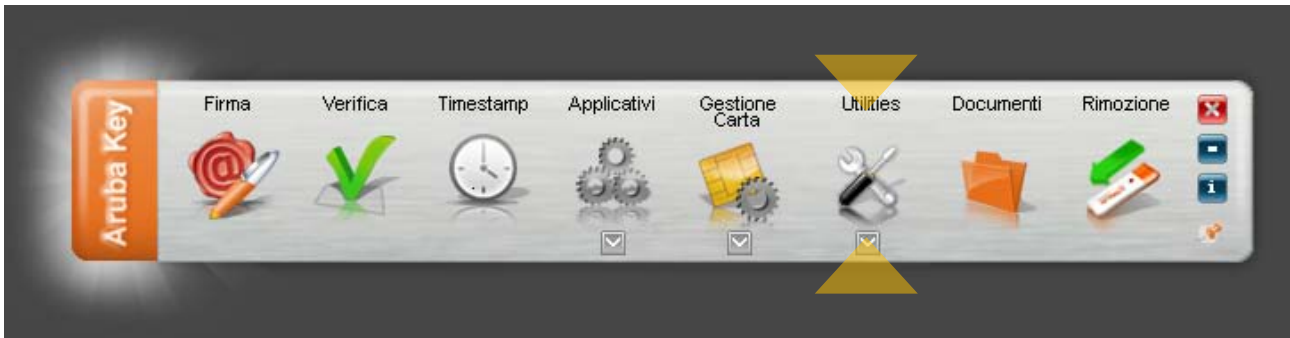 Aruba Key
Firma
Verifica
Timestamp
Applicativi
Gestione
Carta
Utilities
Documenti
Rimozione